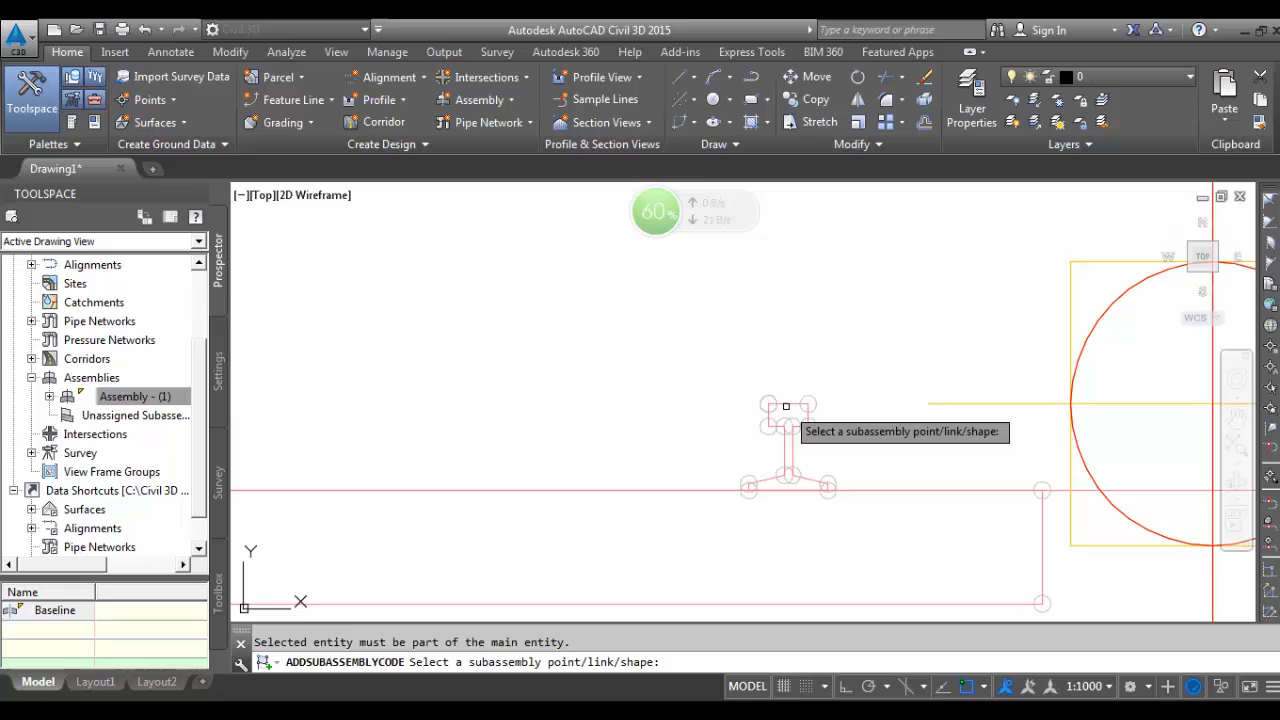 Civil 3D
Autodesk AutoCAD Civil 3D 2015
Drawing1*
Type a keyword or phrase
Sign In
C3D
Home Insert Annotate Modify Analyze View Manage Output Survey Autodesk 360 Help Add-ins Express Tools BIM 360 Featured Apps
Toolspace
Import Survey Data
Points
Surfaces
Parcel
Feature Line
Grading
Alignment
Profile
Corridor
Intersections
Assembly
Pipe Network
Profile View
Sample Lines
Section Views
Move
Copy
Stretch
Layer
Properties
0
Paste
Palettes
Create Ground Data
Create Design
Profile & Section Views
Draw
Modify
Layers
Clipboard
Drawing1*
TOOLSPACE
Active Drawing View
Alignments
Sites
Catchments
Pipe Networks
Pressure Networks
Corridors
Assemblies
Assembly - (1)
Unassigned Subasse...
Intersections
Survey
View Frame Groups
Data Shortcuts [C:\Civil 3D ...
Surfaces
Alignments
Pipe Networks
Name
Baseline
Prospector
Settings
Survey
Toolbox
[−][Top][2D Wireframe]
60%
0 B/s
21 B/s
N
W TOP
S
WCS
Select a subassembly point/link/shape:
Y
X
Selected entity must be part of the main entity.
ADDSUBASSEMBLYCODE Select a subassembly point/link/shape:
Model Layout1 Layout2
MODEL
1:1000